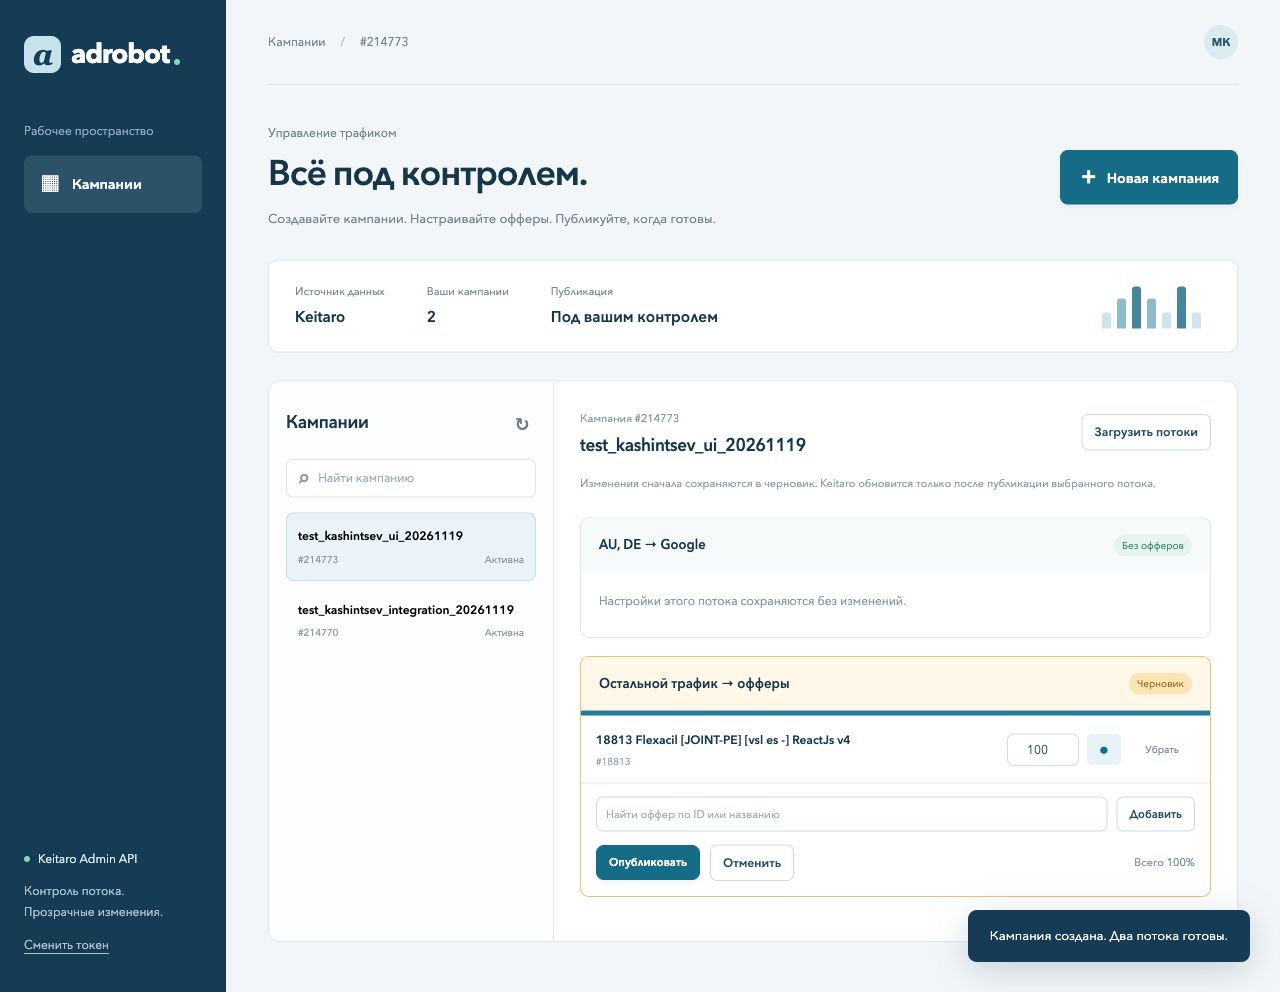 a adrobot.
Рабочее пространство
Кампании
Keitaro Admin API
Контроль потока.
Прозрачные изменения.
Сменить токен
Кампании / #214773
МК
Управление трафиком
Всё под контролем.
Создавайте кампании. Настраивайте офферы. Публикуйте, когда готовы.
+ Новая кампания
Источник данных
Keitaro
Ваши кампании
2
Публикация
Под вашим контролем
Кампании
Найти кампанию
test_kashintsev_ui_20261119
#214773 Активна
test_kashintsev_integration_20261119
#214770 Активна
Кампания #214773
test_kashintsev_ui_20261119
Загрузить потоки
Изменения сначала сохраняются в черновик. Keitaro обновится только после публикации выбранного потока.
AU, DE → Google
Без офферов
Настройки этого потока сохраняются без изменений.
Остальной трафик → офферы
Черновик
18813 Flexacil [JOINT-PE] [vsl es -] ReactJs v4
#18813
100
Убрать
Найти оффер по ID или названию
Добавить
Опубликовать
Отменить
Всего 100%
Кампания создана. Два потока готовы.